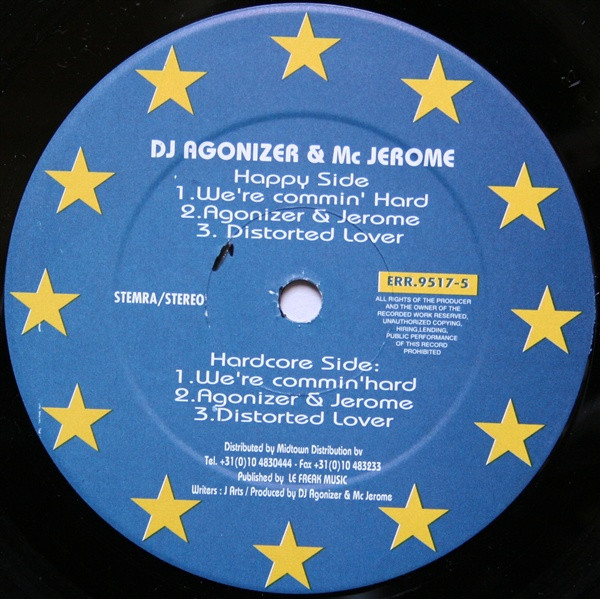 DJ AGONIZER & Mc JEROME
Happy Side
1.We're commin' Hard
2.Agonizer & Jerome
3. Distorted Lover
STEMRA/STEREO
ERR.9517-5
ALL RIGHTS OF THE PRODUCER
AND THE OWNER OF THE
RECORDED WORK RESERVED,
UNAUTHORIZED COPYING,
HIRING,LENDING,
PUBLIC PERFORMANCE
OF THIS RECORD
PROHIBITED
Hardcore Side:
1.We're commin'hard
2.Agonizer & Jerome
3.Distorted Lover
Distributed by Midtown Distribution bv
Tel. +31(0)10 4830444 - Fax +31(0)10 483233
Published by LE FREAK MUSIC
Writers : J Arts / Produced by DJ Agonizer & Mc Jerome